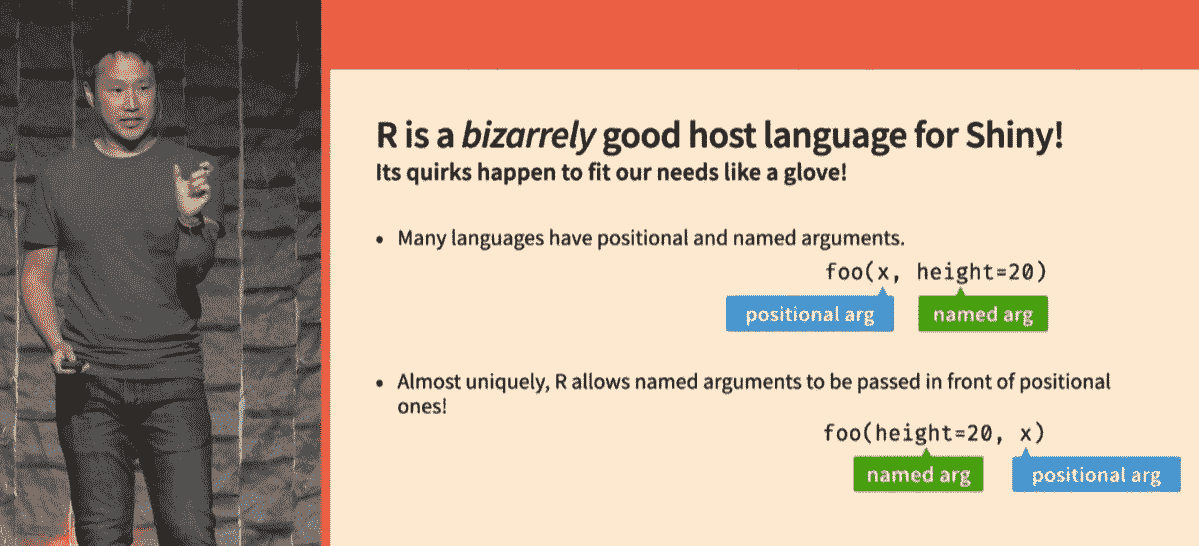 R is a bizarrely good host language for Shiny!
Its quirks happen to fit our needs like a glove!
• Many languages have positional and named arguments.
foo(x, height=20)
positional arg named arg
• Almost uniquely, R allows named arguments to be passed in front of positional
ones!
foo(height=20, x)
named arg positional arg